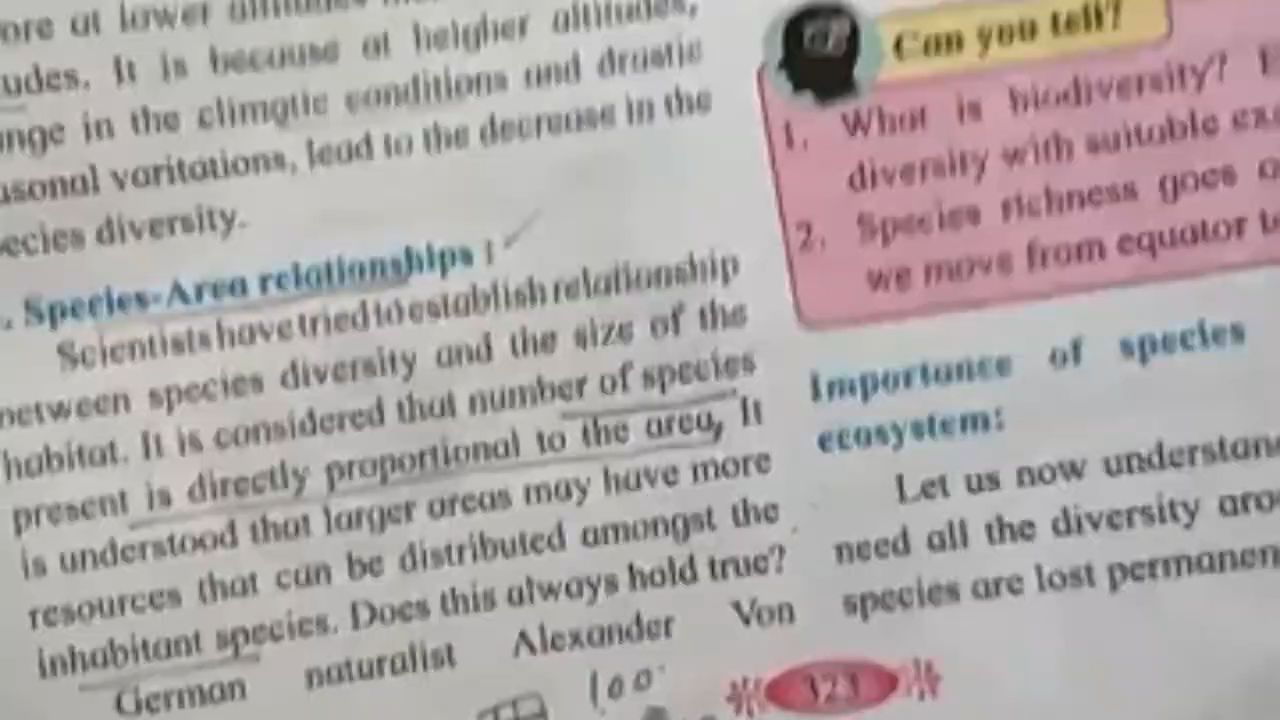 ore at lower altitudes
udes. It is because at heigher altitudes,
nge in the climatic conditions and drastic
asonal varitations, lead to the decrease in the
ecies diversity.
. Species-Area relationships :
Scientists have tried to establish relationship
between species diversity and the size of the
habitat. It is considered that number of species
present is directly proportional to the area, It
is understood that larger areas may have more
resources that can be distributed amongst the
inhabitant species. Does this always hold true?
German naturalist Alexander Von
100
Can you tell?
1. What is biodiversity? E
diversity with suitable exa
2. Species richness goes o
we move from equator t
Importance of species
ecosystem:
Let us now understan
need all the diversity aro
species are lost permanen
323